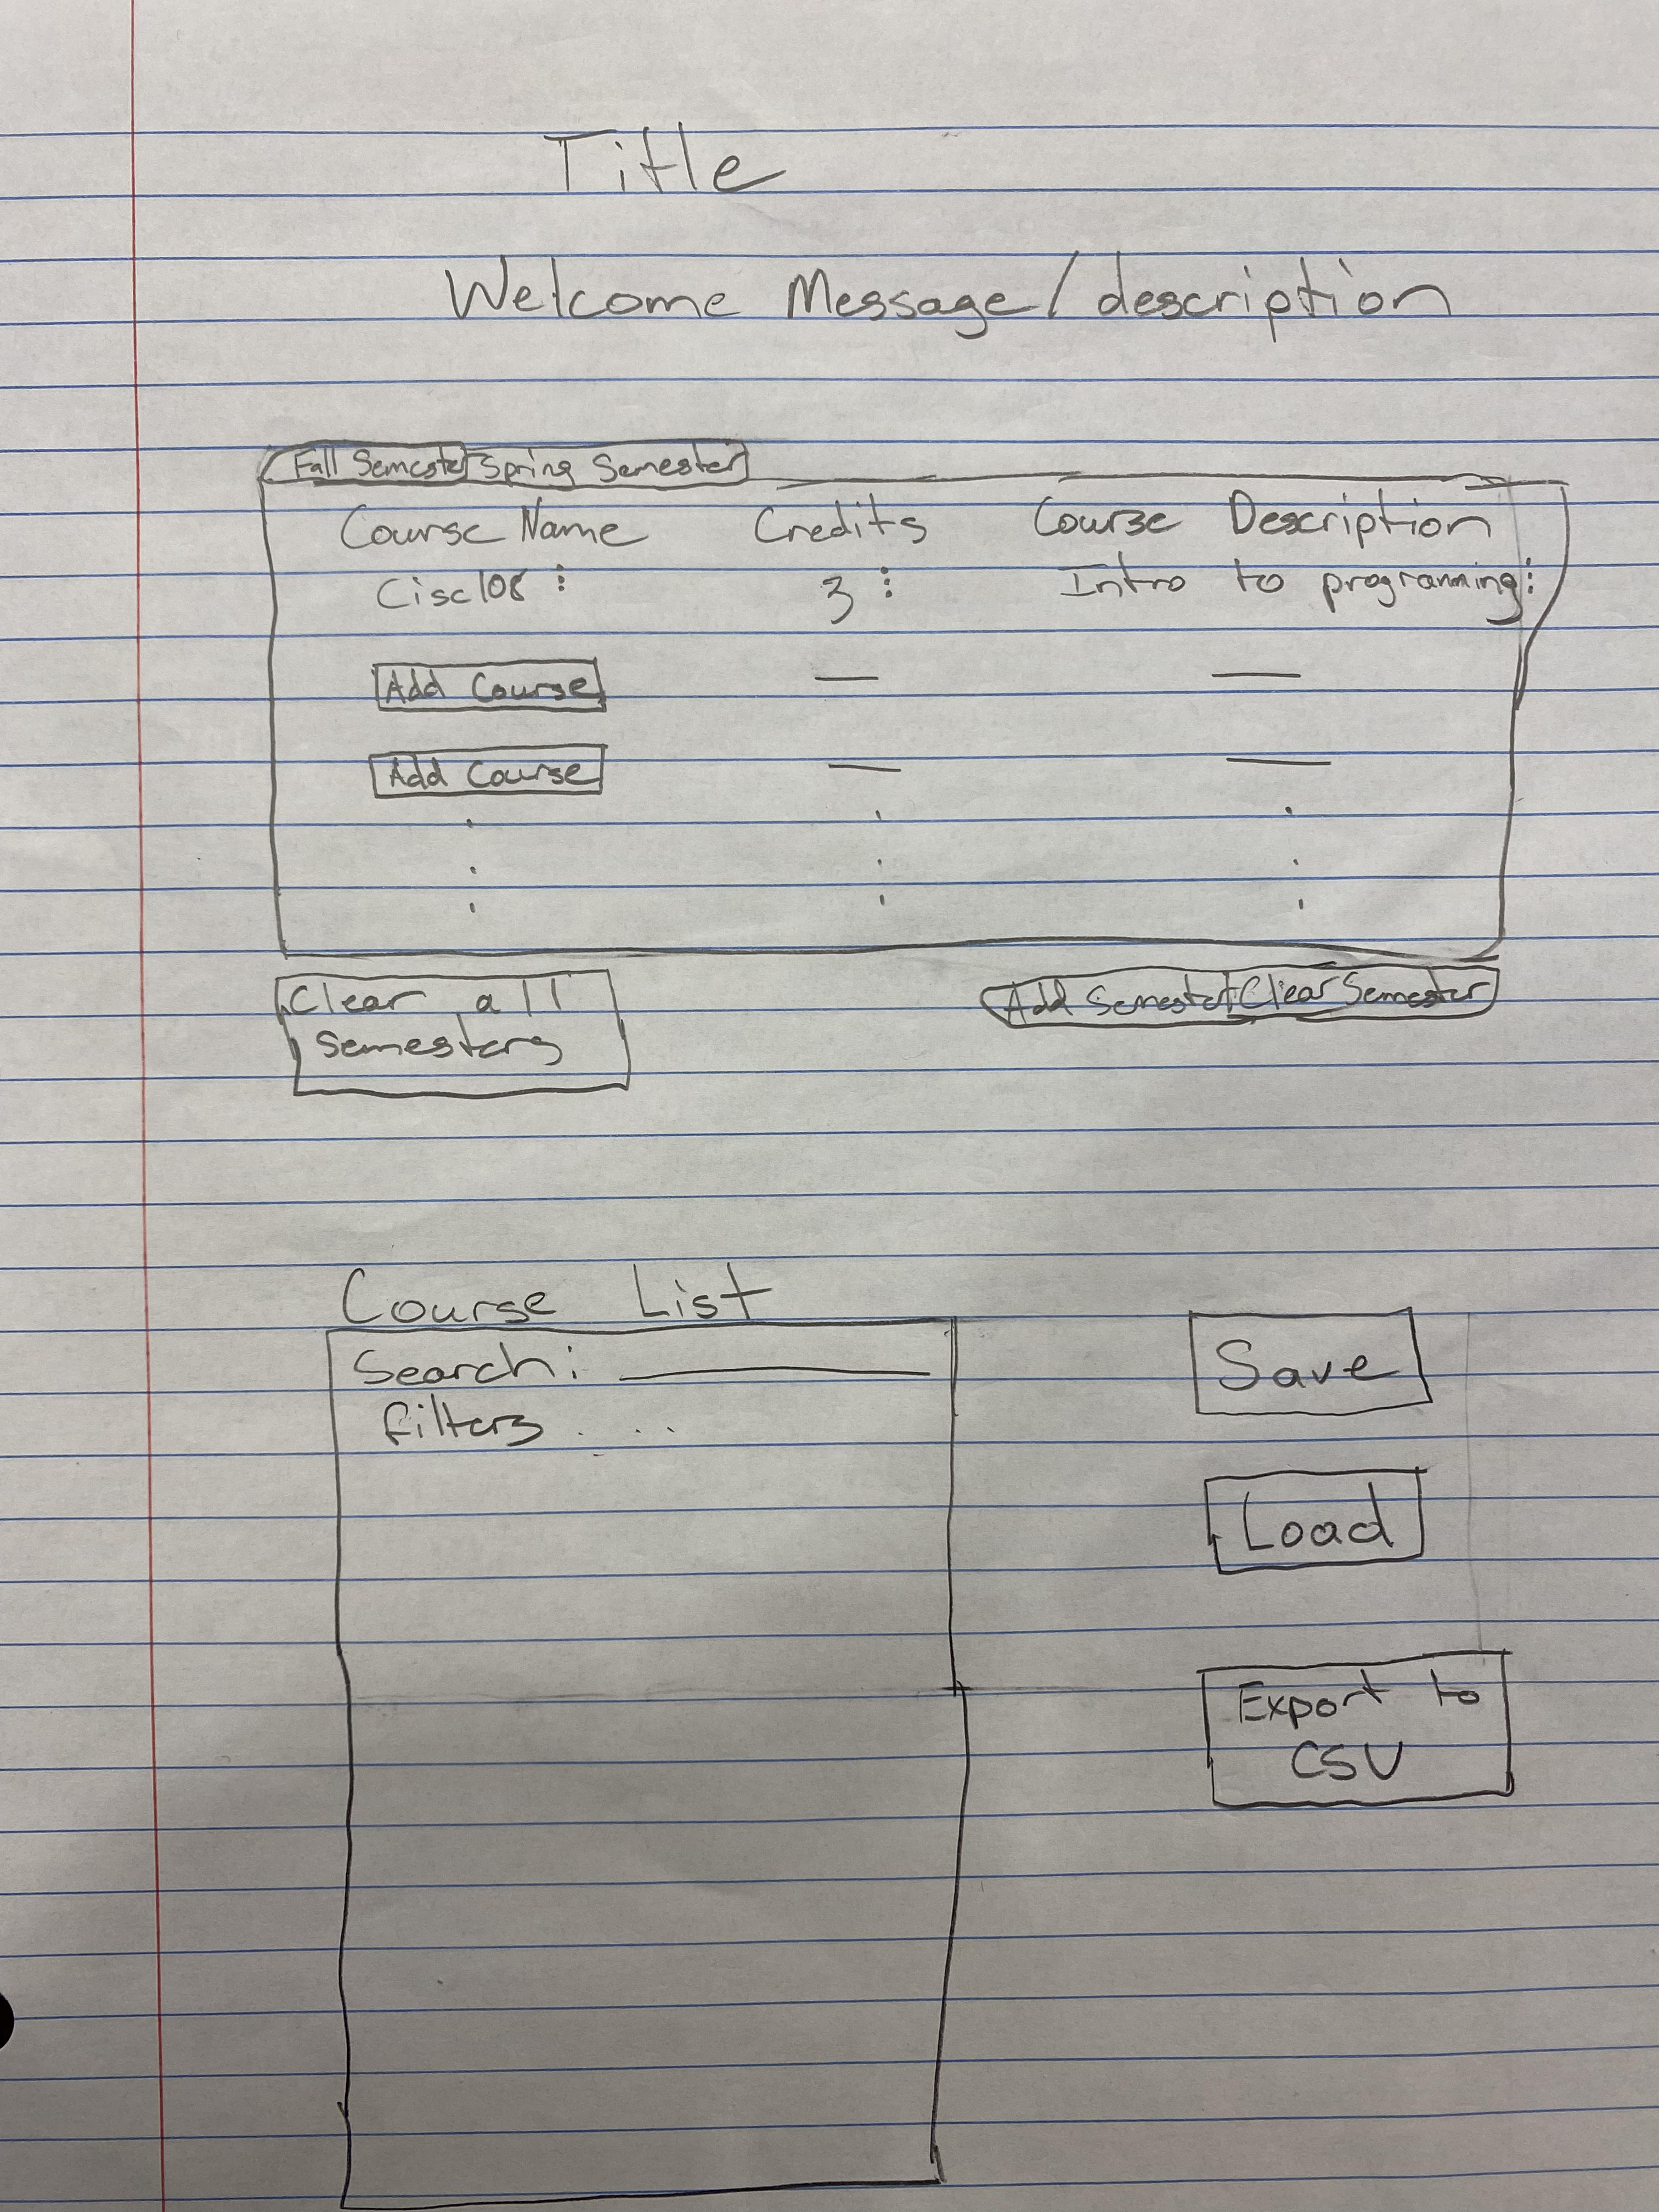 Title
Welcome Message/description
Fall Semester Spring Semester
Course Name Credits Course Description
Cisc108 ⋮ 3 ⋮ Intro to programming ⋮
Add Course — —
Add Course — —
Clear all
Semesters
Add Semester Clear Semester
Course List
Search: ________
filters . . . .
Save
Load
Export to
CSV